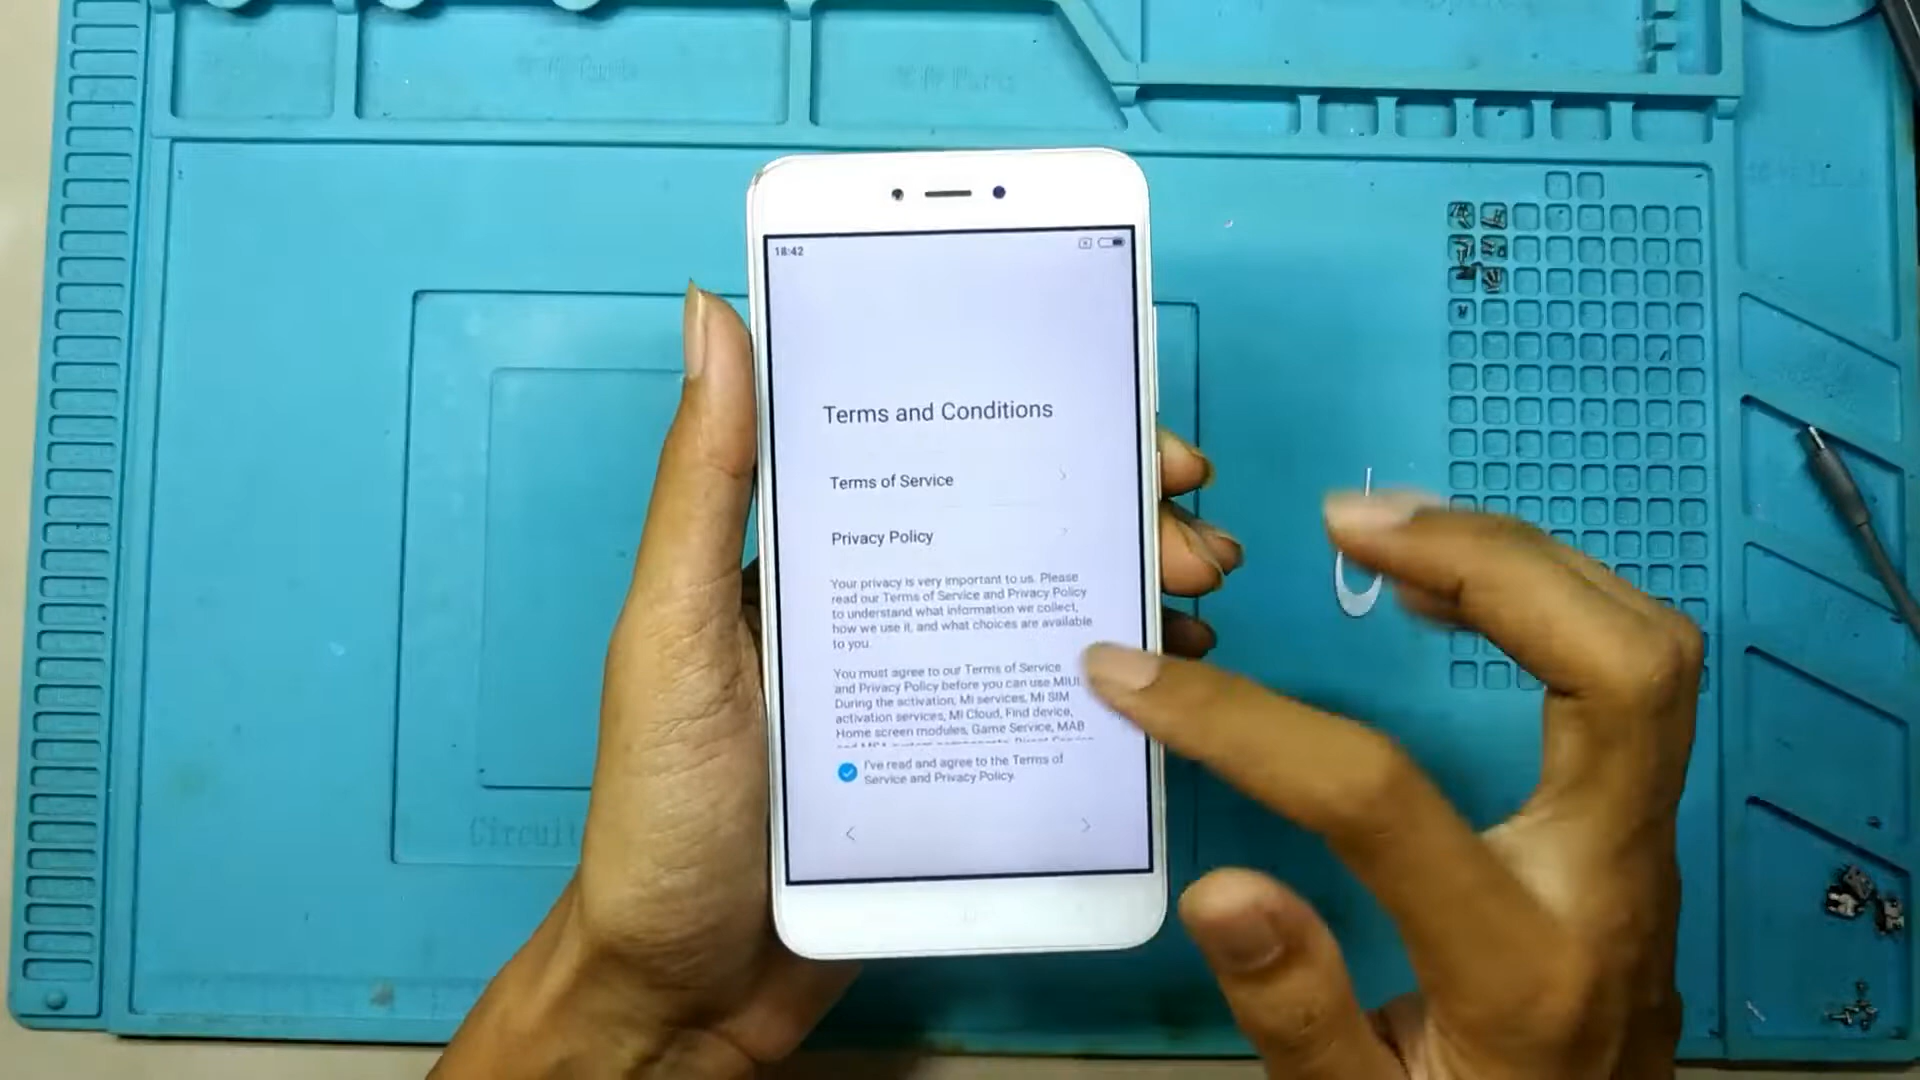 18:42
Terms and Conditions
Terms of Service
Privacy Policy
Your privacy is very important to us. Please
read our Terms of Service and Privacy Policy
to understand what information we collect,
how we use it, and what choices are available
to you.
You must agree to our Terms of Service
and Privacy Policy before you can use MIUI.
During the activation, Mi services, Mi SIM
activation services, Mi Cloud, Find device,
Home screen modules, Game Service, MAB
I've read and agree to the Terms of
Service and Privacy Policy.
Circuit